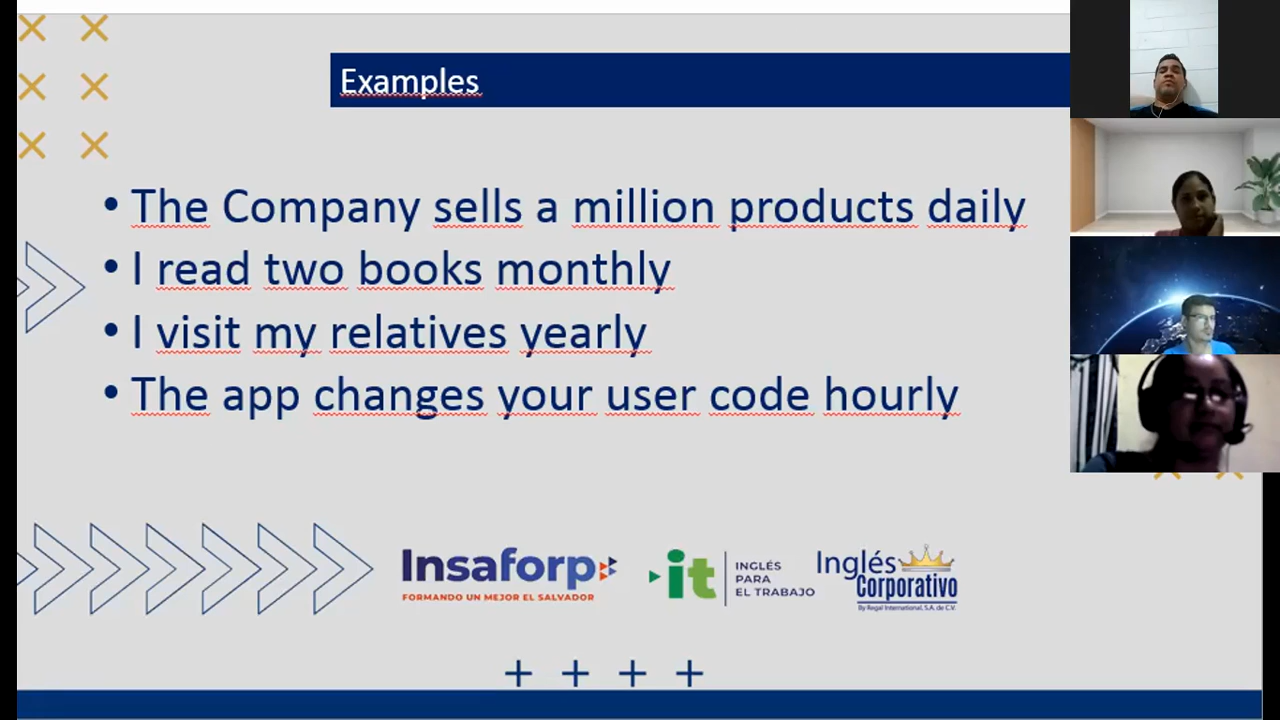 Examples
• The Company sells a million products daily
• I read two books monthly
• I visit my relatives yearly
• The app changes your user code hourly
Insaforp
FORMANDO UN MEJOR EL SALVADOR
it
INGLÉS
PARA
EL TRABAJO
Inglés
Corporativo
By Regal International, S.A. de C.V.